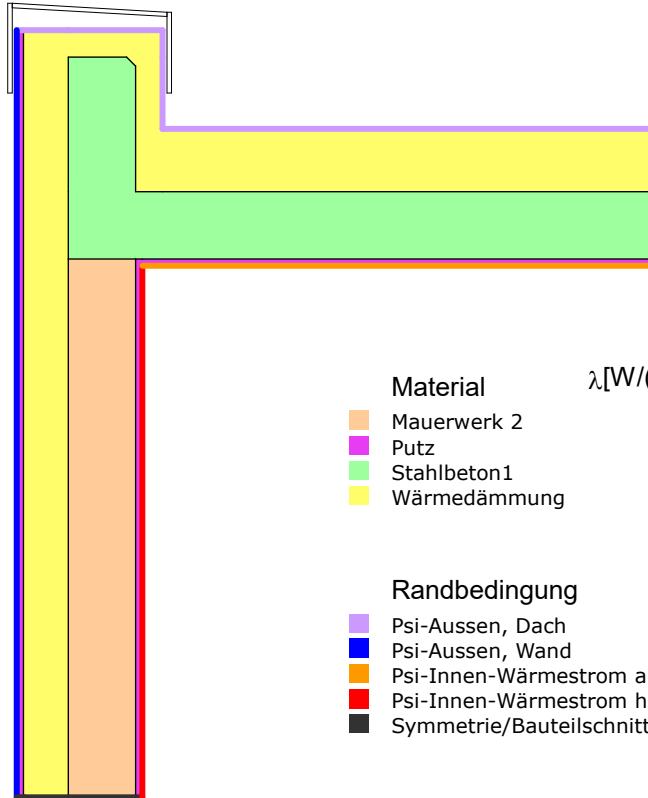 Material
λ[W/(
Mauerwerk 2
Putz
Stahlbeton1
Wärmedämmung
Randbedingung
Psi-Aussen, Dach
Psi-Aussen, Wand
Psi-Innen-Wärmestrom a
Psi-Innen-Wärmestrom h
Symmetrie/Bauteilschnitt